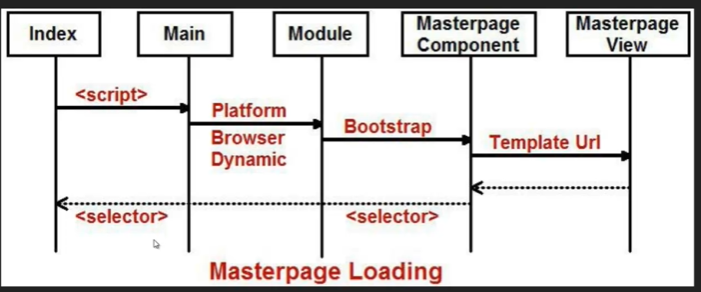 Index
Main
Module
Masterpage
Component
Masterpage
View
<script>
Platform
Browser
Dynamic
Bootstrap
Template Url
<selector>
<selector>
Masterpage Loading